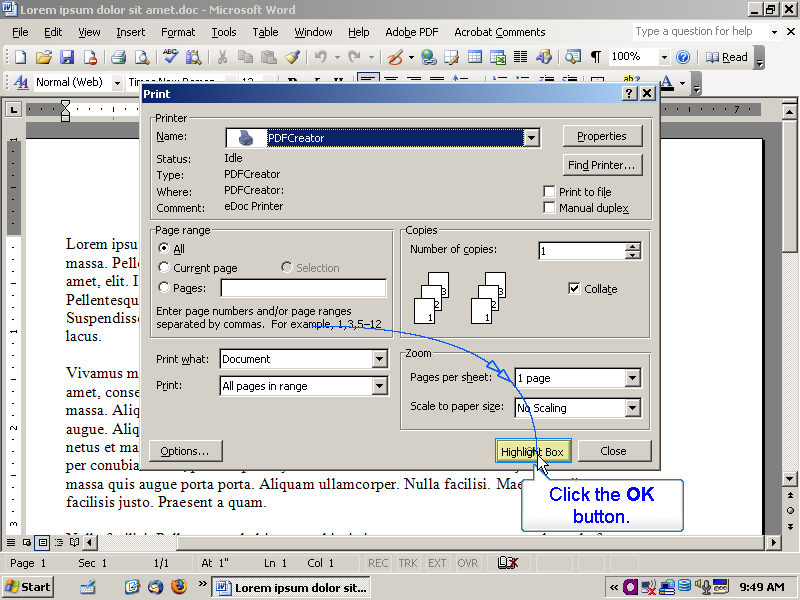 Lorem ipsum dolor sit amet.doc - Microsoft Word
File Edit View Insert Format Tools Table Window Help Adobe PDF Acrobat Comments
Type a question for help
100% Read
Normal (Web)
Print
Printer
Name: PDFCreator
Properties
Status: Idle
Find Printer...
Type: PDFCreator
Where: PDFCreator:
Print to file
Comment: eDoc Printer
Manual duplex
Page range
All
Current page Selection
Pages:
Enter page numbers and/or page ranges
separated by commas. For example, 1,3,5–12
Copies
Number of copies: 1
1 2 3
1 2 3
Collate
Print what: Document
Print: All pages in range
Zoom
Pages per sheet: 1 page
Scale to paper size: No Scaling
Options...
Highlight Box
Close
Click the OK
button.
Lorem ipsu
massa. Pell
amet, elit. I
Pellentesqu
Suspendisse
lacus.
Vivamus m
amet, conse
massa. Aliq
augue. Aliq
netus et ma
per conubia
massa quis augue porta porta. Aliquam ullamcorper. Nulla facilisi. Mae
facilisis justo. Praesent a quam.
Page 1 Sec 1 1/1 At 1" Ln 1 Col 1 REC TRK EXT OVR
Start
Lorem ipsum dolor sit...
9:49 AM